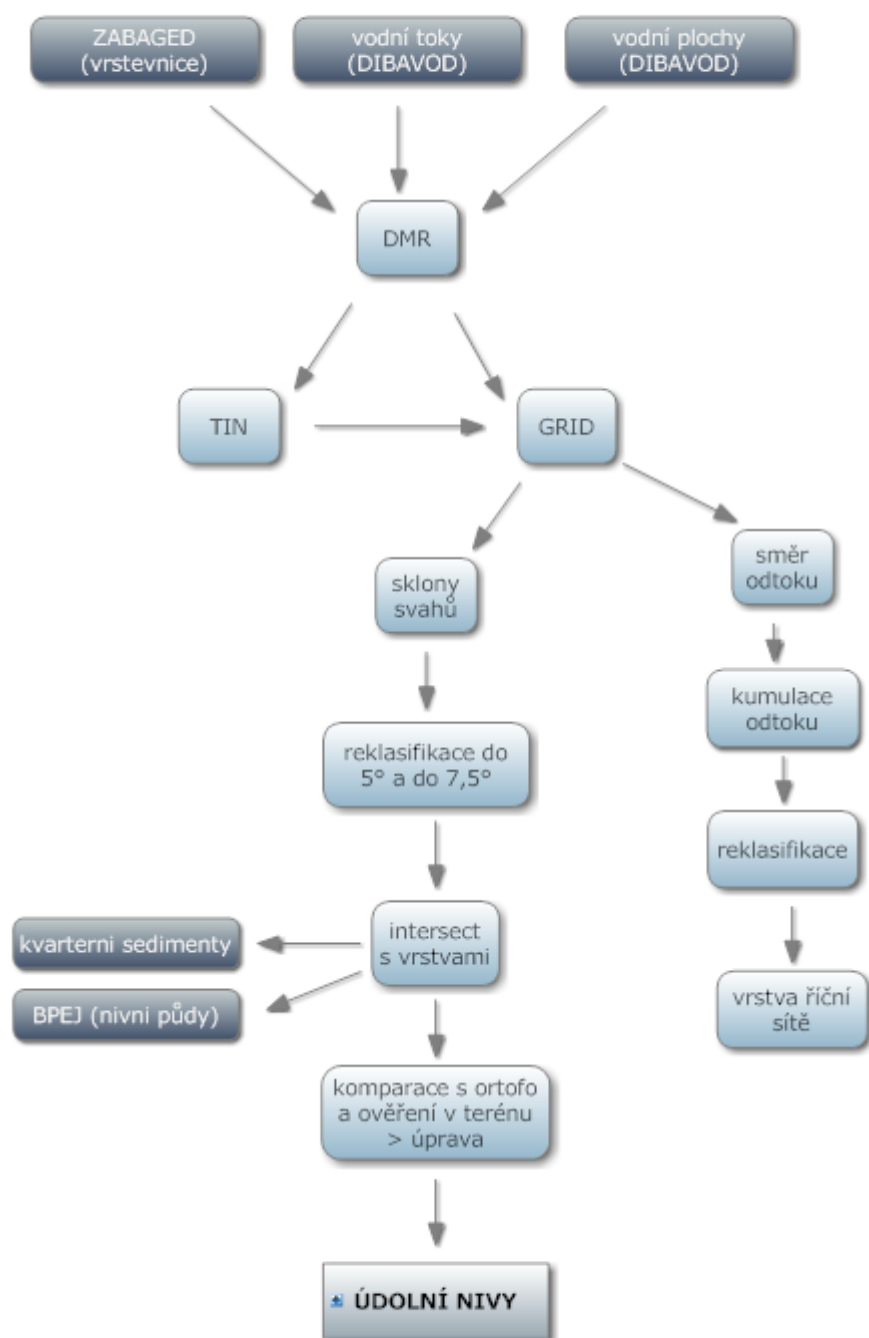 ZABAGED
(vrstevnice)
vodní toky
(DIBAVOD)
vodní plochy
(DIBAVOD)
DMR
TIN
GRID
sklony
svahů
směr
odtoku
reklasifikace do
5° a do 7,5°
kumulace
odtoku
reklasifikace
intersect
s vrstvami
kvarterni sedimenty
BPEJ (nivni půdy)
vrstva říční
sítě
komparace s ortofo
a ověření v terénu
> úprava
ÚDOLNÍ NIVY